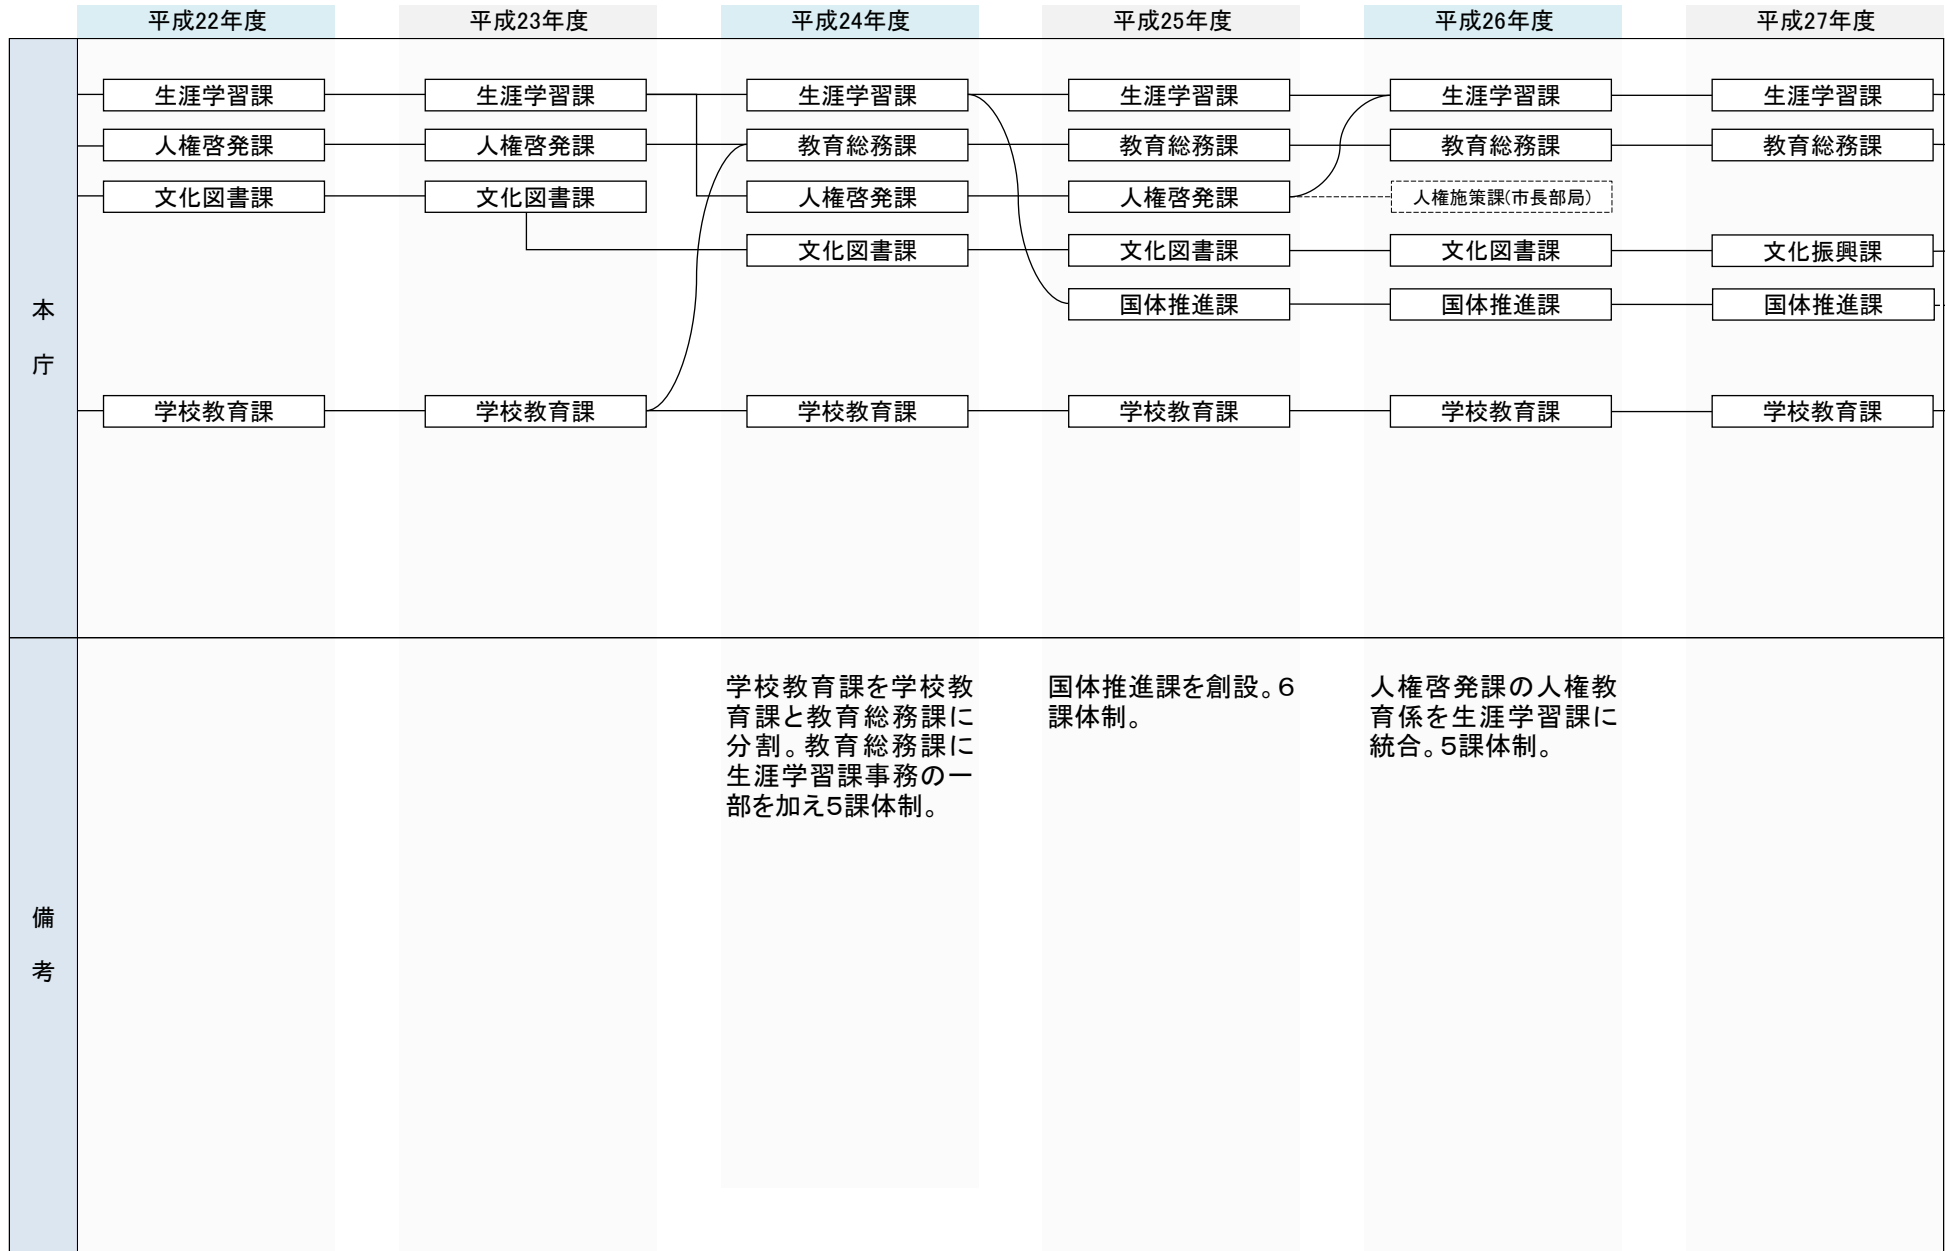 平成22年度
平成23年度
平成24年度
平成25年度
平成26年度
平成27年度
本庁
生涯学習課
生涯学習課
生涯学習課
生涯学習課
生涯学習課
生涯学習課
人権啓発課
人権啓発課
教育総務課
教育総務課
教育総務課
教育総務課
文化図書課
文化図書課
人権啓発課
人権啓発課
人権施策課(市長部局)
文化図書課
文化図書課
文化図書課
文化振興課
国体推進課
国体推進課
国体推進課
学校教育課
学校教育課
学校教育課
学校教育課
学校教育課
学校教育課
備考
学校教育課を学校教
育課と教育総務課に
分割。教育総務課に
生涯学習課事務の一
部を加え5課体制。
国体推進課を創設。6
課体制。
人権啓発課の人権教
育係を生涯学習課に
統合。5課体制。